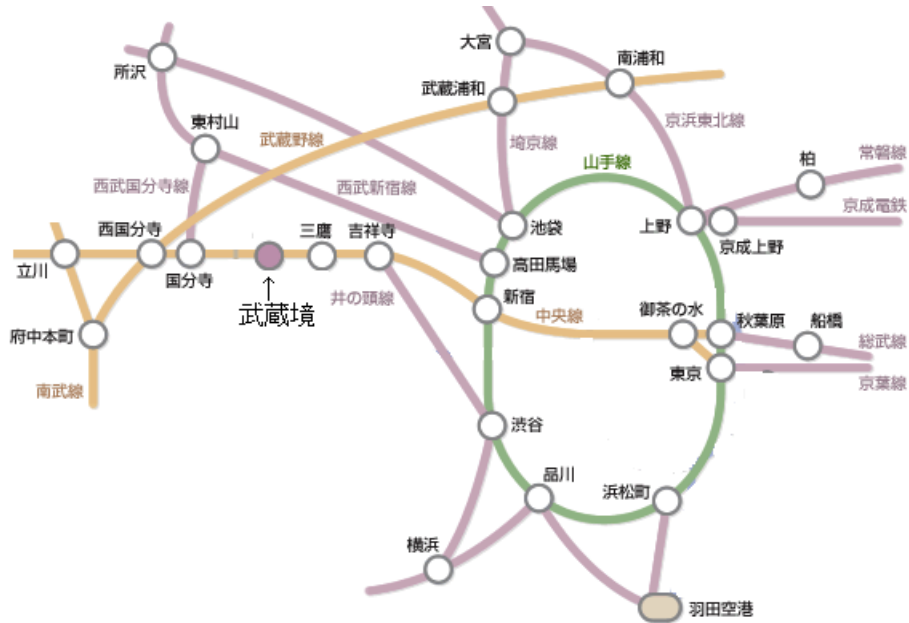 大宮
南浦和
所沢
武蔵浦和
東村山
武蔵野線
埼京線
京浜東北線
山手線
柏
常磐線
西武国分寺線
西武新宿線
京成電鉄
西国分寺
三鷹
吉祥寺
池袋
上野
京成上野
立川
国分寺
高田馬場
↑
武蔵境
井の頭線
新宿
中央線
御茶の水
秋葉原
船橋
府中本町
総武線
東京
京葉線
南武線
渋谷
品川
浜松町
横浜
羽田空港